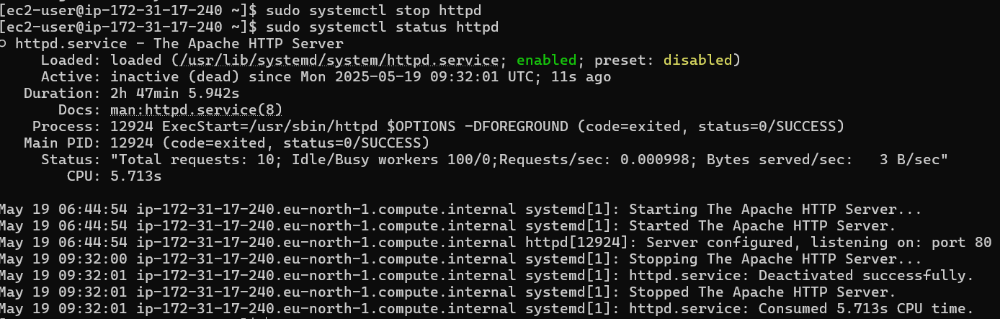 [ec2-user@ip-172-31-17-240 ~]$ sudo systemctl stop httpd
[ec2-user@ip-172-31-17-240 ~]$ sudo systemctl status httpd
○ httpd.service - The Apache HTTP Server
     Loaded: loaded (/usr/lib/systemd/system/httpd.service; enabled; preset: disabled)
     Active: inactive (dead) since Mon 2025-05-19 09:32:01 UTC; 11s ago
   Duration: 2h 47min 5.942s
       Docs: man:httpd.service(8)
    Process: 12924 ExecStart=/usr/sbin/httpd $OPTIONS -DFOREGROUND (code=exited, status=0/SUCCESS)
   Main PID: 12924 (code=exited, status=0/SUCCESS)
     Status: "Total requests: 10; Idle/Busy workers 100/0;Requests/sec: 0.000998; Bytes served/sec:   3 B/sec"
        CPU: 5.713s

May 19 06:44:54 ip-172-31-17-240.eu-north-1.compute.internal systemd[1]: Starting The Apache HTTP Server...
May 19 06:44:54 ip-172-31-17-240.eu-north-1.compute.internal systemd[1]: Started The Apache HTTP Server.
May 19 06:44:54 ip-172-31-17-240.eu-north-1.compute.internal httpd[12924]: Server configured, listening on: port 80
May 19 09:32:00 ip-172-31-17-240.eu-north-1.compute.internal systemd[1]: Stopping The Apache HTTP Server...
May 19 09:32:01 ip-172-31-17-240.eu-north-1.compute.internal systemd[1]: httpd.service: Deactivated successfully.
May 19 09:32:01 ip-172-31-17-240.eu-north-1.compute.internal systemd[1]: Stopped The Apache HTTP Server.
May 19 09:32:01 ip-172-31-17-240.eu-north-1.compute.internal systemd[1]: httpd.service: Consumed 5.713s CPU time.